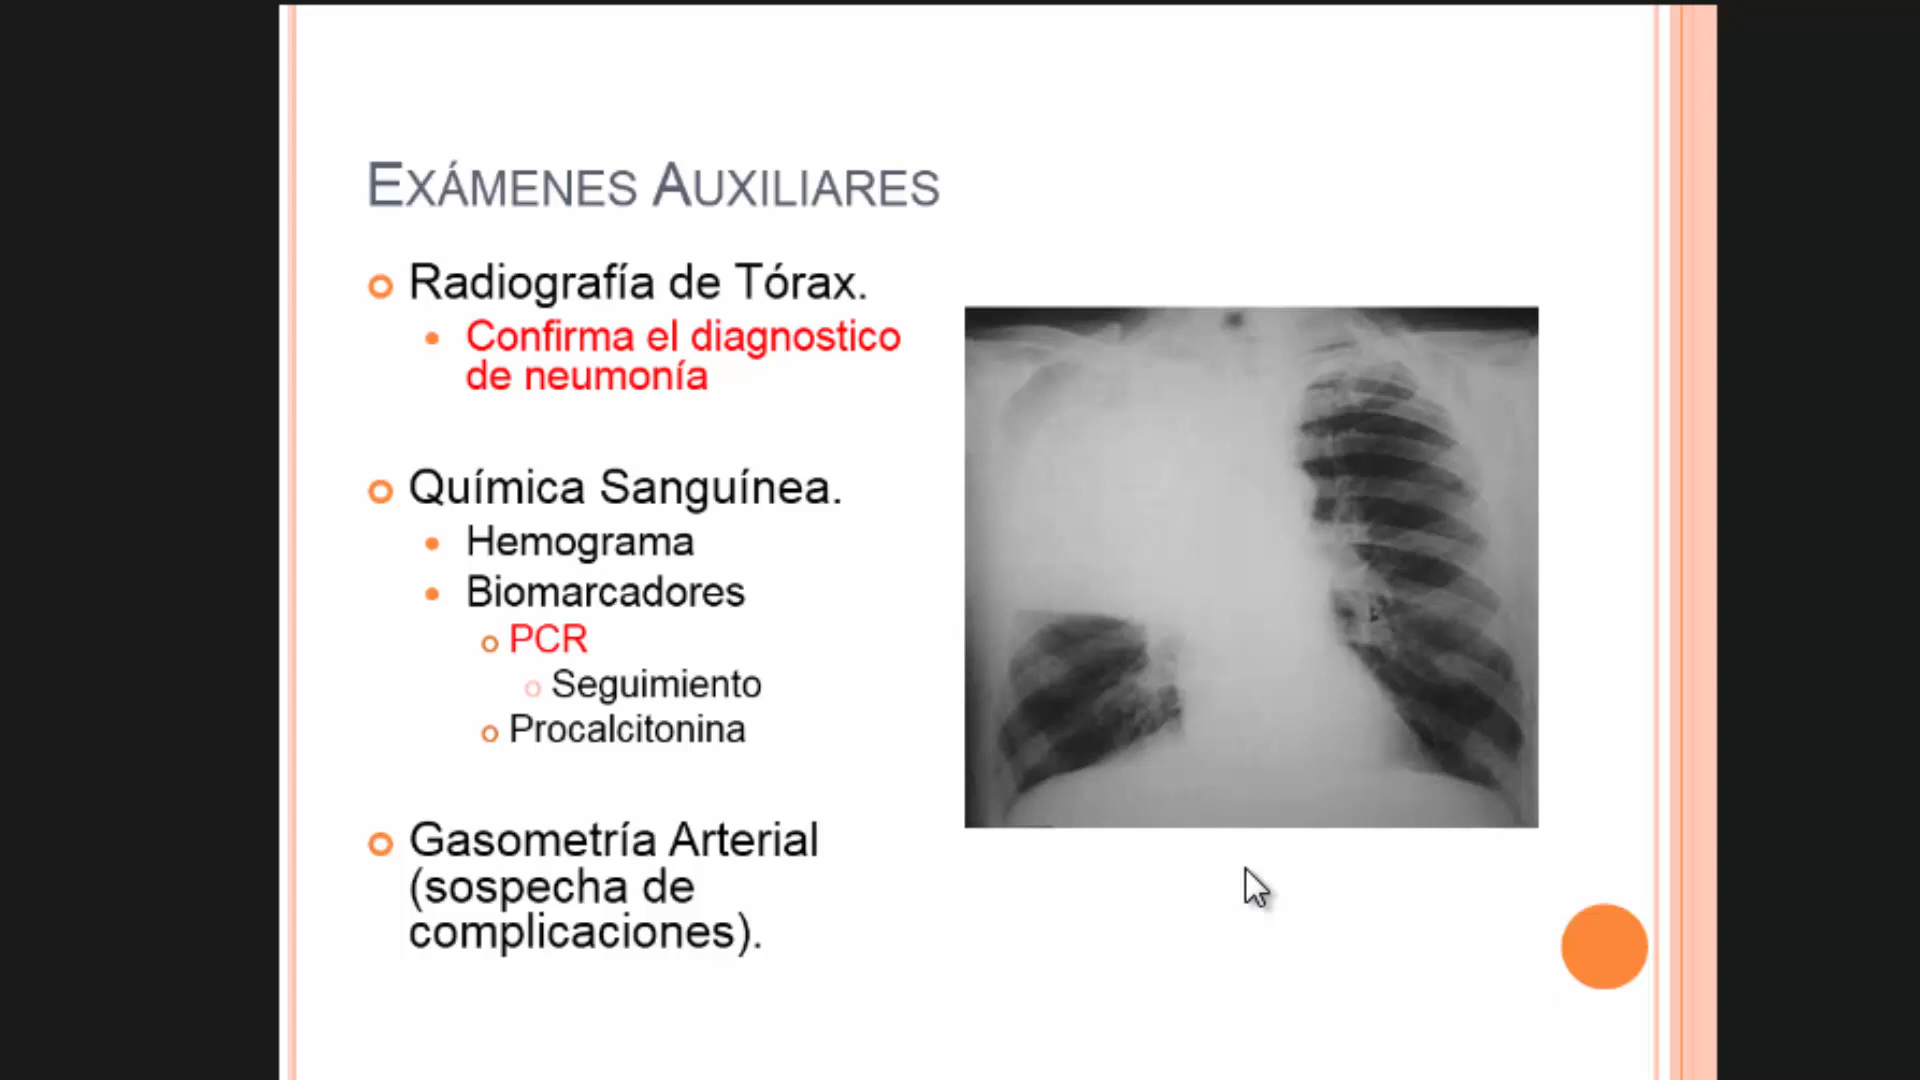 EXÁMENES AUXILIARES
Radiografía de Tórax.
Confirma el diagnostico
de neumonía
Química Sanguínea.
Hemograma
Biomarcadores
PCR
Seguimiento
Procalcitonina
Gasometría Arterial
(sospecha de
complicaciones).